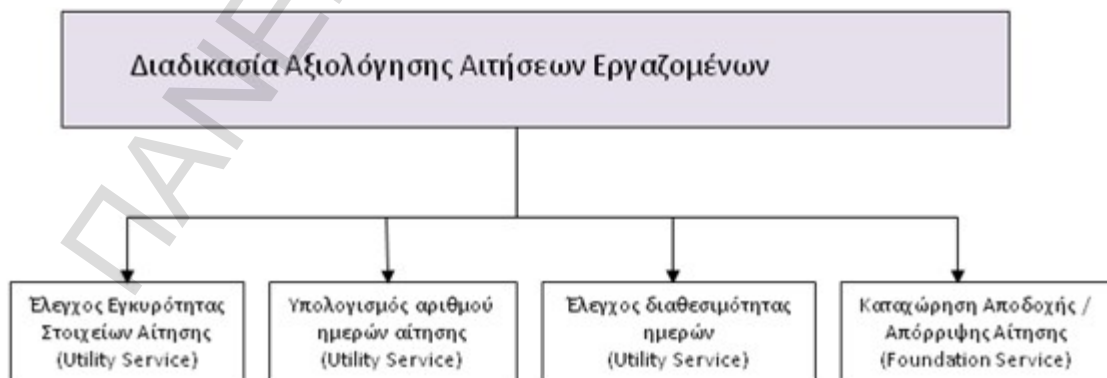 Διαδικασία Αξιολόγησης Αιτήσεων Εργαζομένων
Έλεγχος Εγκυρότητας
Στοιχείων Αίτησης
(Utility Service)
Υπολογισμός αριθμού
ημερών αίτησης
(Utility Service)
Έλεγχος διαθεσιμότητας
ημερών
(Utility Service)
Καταχώρηση Αποδοχής /
Απόρριψης Αίτησης
(Foundation Service)
ΠΑΝΕ